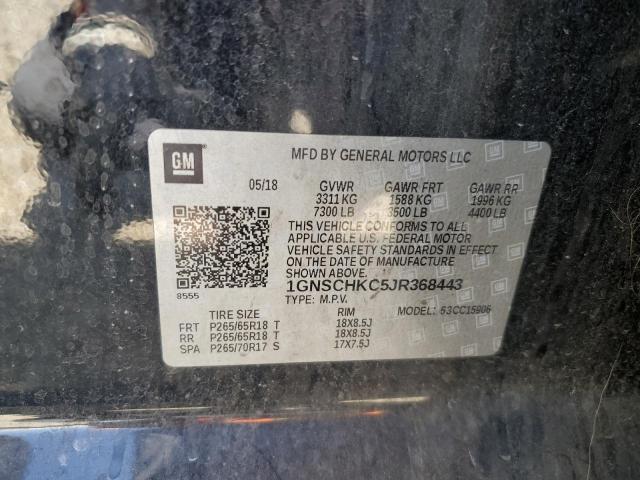 GM
MFD BY GENERAL MOTORS LLC
05/18 GVWR GAWR FRT GAWR RR
3311 KG 1588 KG 1996 KG
7300 LB 3500 LB 4400 LB
THIS VEHICLE CONFORMS TO ALL
APPLICABLE U.S. FEDERAL MOTOR
VEHICLE SAFETY STANDARDS IN EFFECT
ON THE DATE OF MANUFACTURE
SHOWN ABOVE.
8555
1GNSCHKC5JR368443
TYPE: M.P.V. MODEL: 53CC15906
TIRE SIZE RIM
FRT P265/65R18 T 18X8.5J
RR P265/65R18 T 18X8.5J
SPA P265/70R17 S 17X7.5J